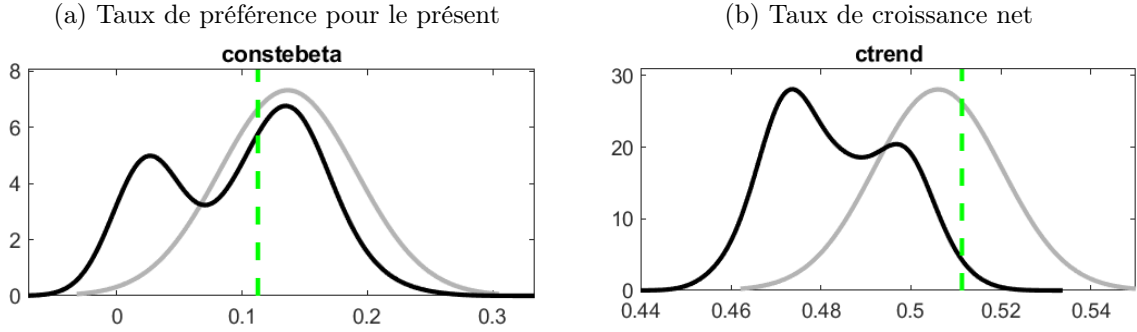 (a) Taux de préférence pour le présent
constebeta
8
6
4
2
0
0 0.1 0.2 0.3
(b) Taux de croissance net
ctrend
30
20
10
0
0.44 0.46 0.48 0.5 0.52 0.54